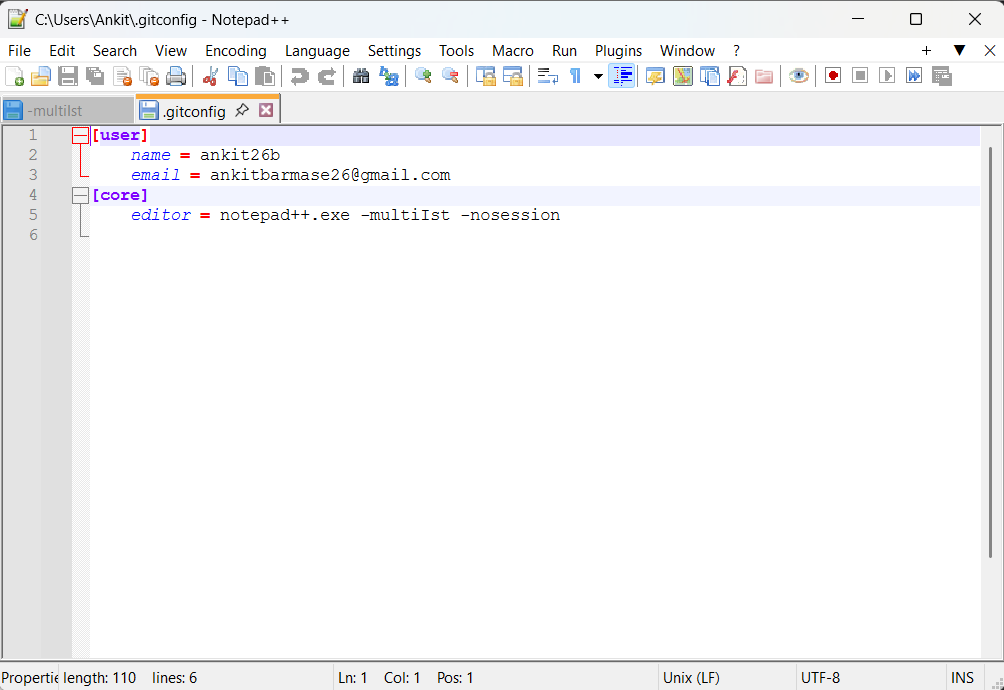 C:\Users\Ankit\.gitconfig - Notepad++
File Edit Search View Encoding Language Settings Tools Macro Run Plugins Window ? + ▼ X
-multiIst .gitconfig
1 [user]
2 name = ankit26b
3 email = ankitbarmase26@gmail.com
4 [core]
5 editor = notepad++.exe -multiIst -nosession
6
Propertie length: 110 lines: 6 Ln: 1 Col: 1 Pos: 1 Unix (LF) UTF-8 INS